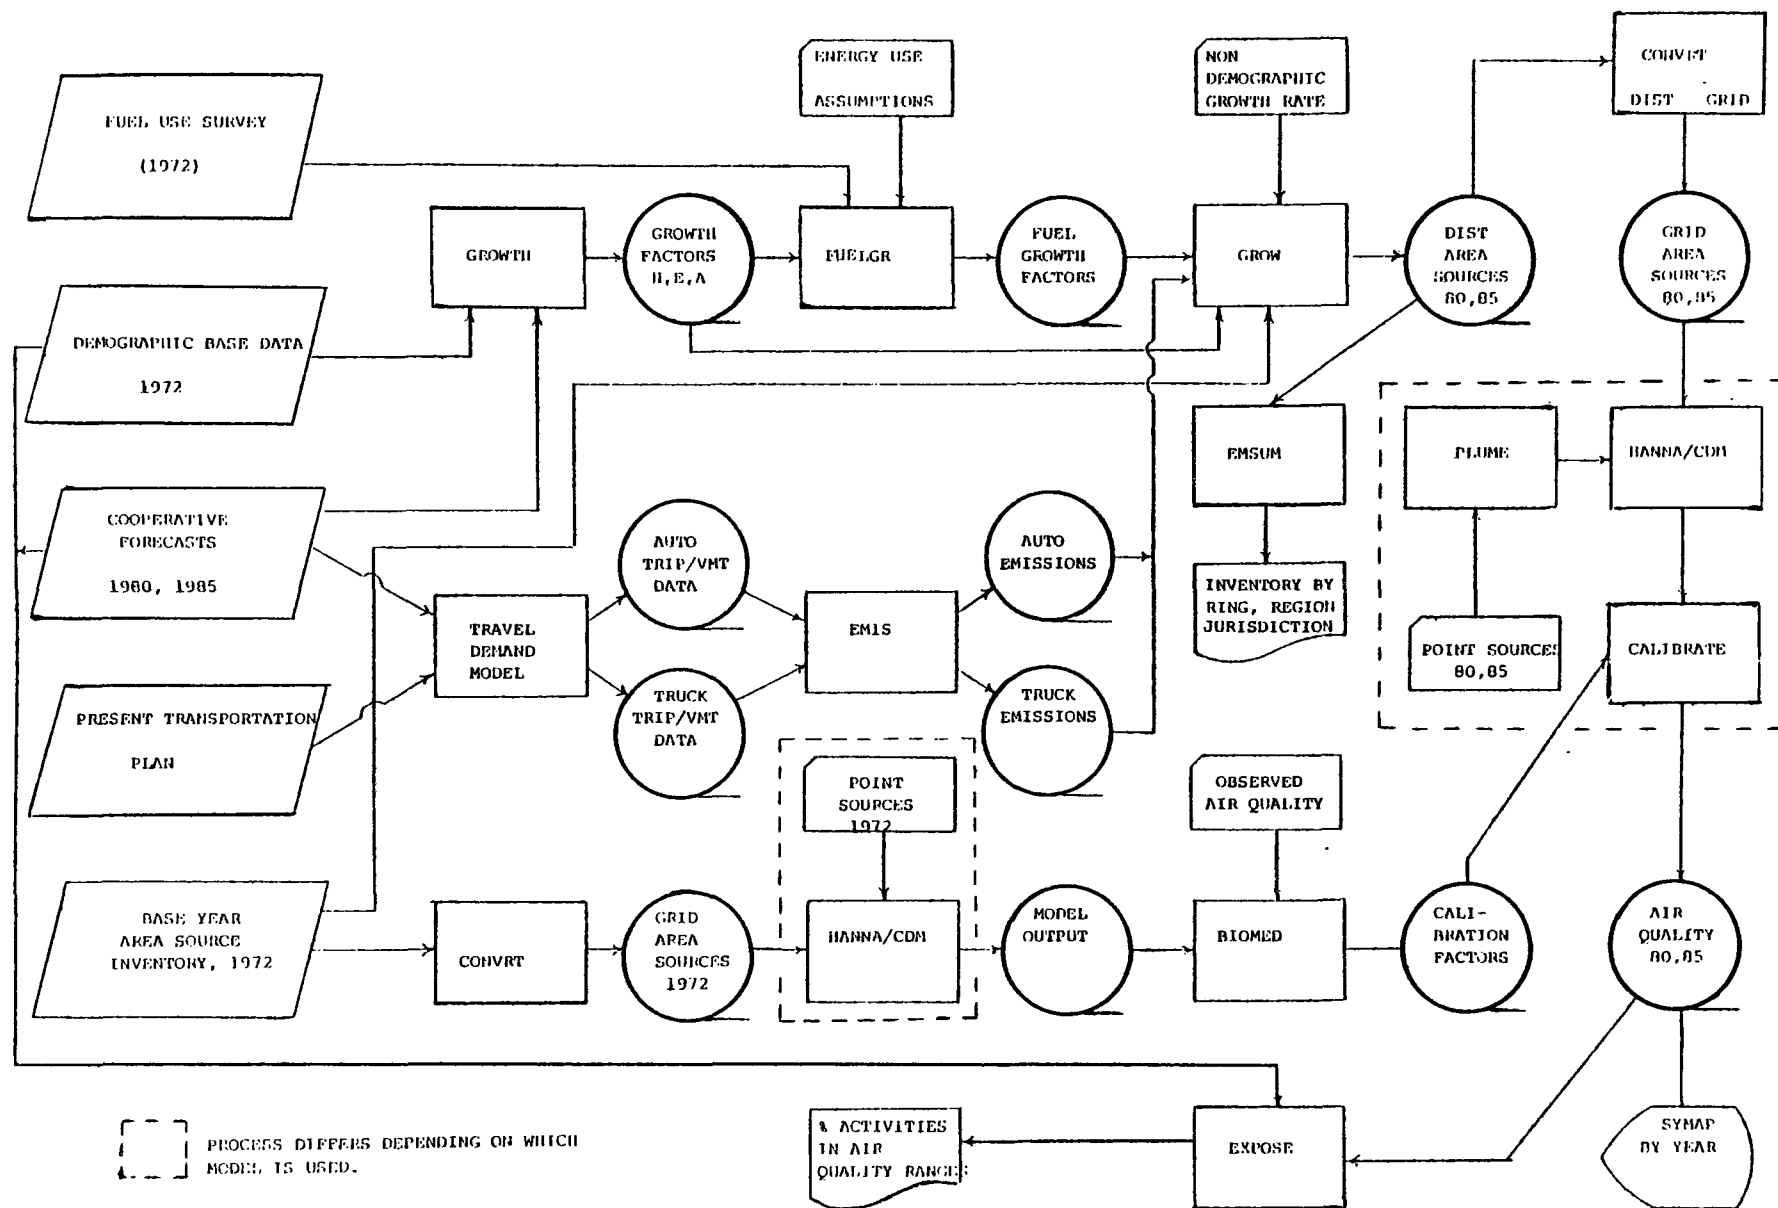 ENERGY USE
ASSUMPTIONS
NON
DEMOGRAPHIC
GROWTH RATE
CONVRT
DIST GRID
FUEL USE SURVEY
(1972)
GROWTH
GROWTH
FACTORS
H,E,A
FUELGR
FUEL
GROWTH
FACTORS
GROW
DIST
AREA
SOURCES
80,85
GRID
AREA
SOURCES
80,85
DEMOGRAPHIC BASE DATA
1972
EMSUM
PLUME
HANNA/CDM
COOPERATIVE
FORECASTS
1980, 1985
AUTO
TRIP/VMT
DATA
AUTO
EMISSIONS
INVENTORY BY
RING, REGION
JURISDICTION
TRAVEL
DEMAND
MODEL
EMIS
POINT SOURCES
80,85
CALIBRATE
PRESENT TRANSPORTATION
PLAN
TRUCK
TRIP/VMT
DATA
TRUCK
EMISSIONS
POINT
SOURCES
1972
OBSERVED
AIR QUALITY
BASE YEAR
AREA SOURCE
INVENTORY, 1972
CONVRT
GRID
AREA
SOURCES
1972
HANNA/CDM
MODEL
OUTPUT
BIOMED
CALI-
BRATION
FACTORS
AIR
QUALITY
80,85
PROCESS DIFFERS DEPENDING ON WHICH
MODEL IS USED.
% ACTIVITIES
IN AIR
QUALITY RANGES
EXPOSE
SYMAP
BY YEAR